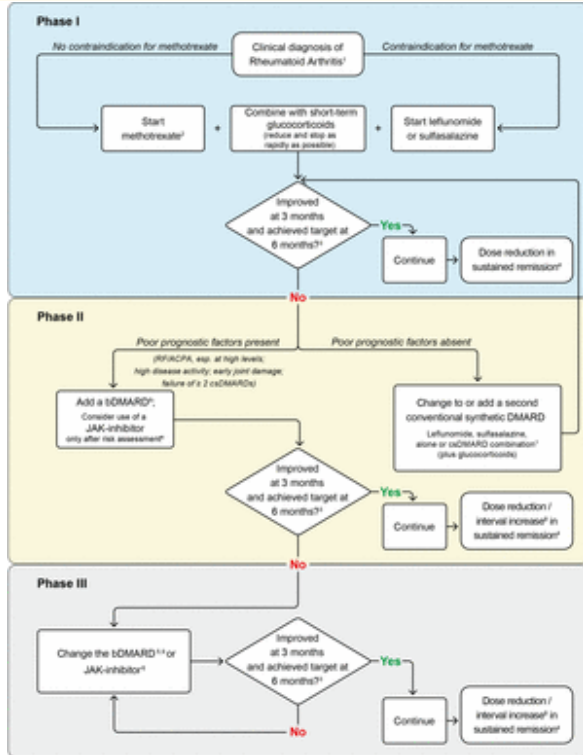 Phase I
No contraindication for methotrexate
Clinical diagnosis of
Rheumatoid Arthritis¹
Contraindication for methotrexate
Start
methotrexate²
+
Combine with short-term
glucocorticoids
(reduce and stop as
rapidly as possible)
+
Start leflunomide
or sulfasalazine
Improved
at 3 months
and achieved target at
6 months?³
Yes
Continue
Dose reduction in
sustained remission⁴
No
Phase II
Poor prognostic factors present
(RF/ACPA, esp. at high levels;
high disease activity; early joint damage;
failure of ≥ 2 csDMARDs)
Poor prognostic factors absent
Add a bDMARD⁵;
Consider use of a
JAK-inhibitor
only after risk assessment⁶
Change to or add a second
conventional synthetic DMARD
Leflunomide, sulfasalazine,
alone or csDMARD combination⁷
(plus glucocorticoids)
Improved
at 3 months
and achieved target at
6 months?³
Yes
Continue
Dose reduction /
interval increase in
sustained remission
No
Phase III
Change the bDMARD or
JAK-inhibitor
Improved
at 3 months
and achieved target at
6 months?³
Yes
Continue
Dose reduction /
interval increase in
sustained remission
No